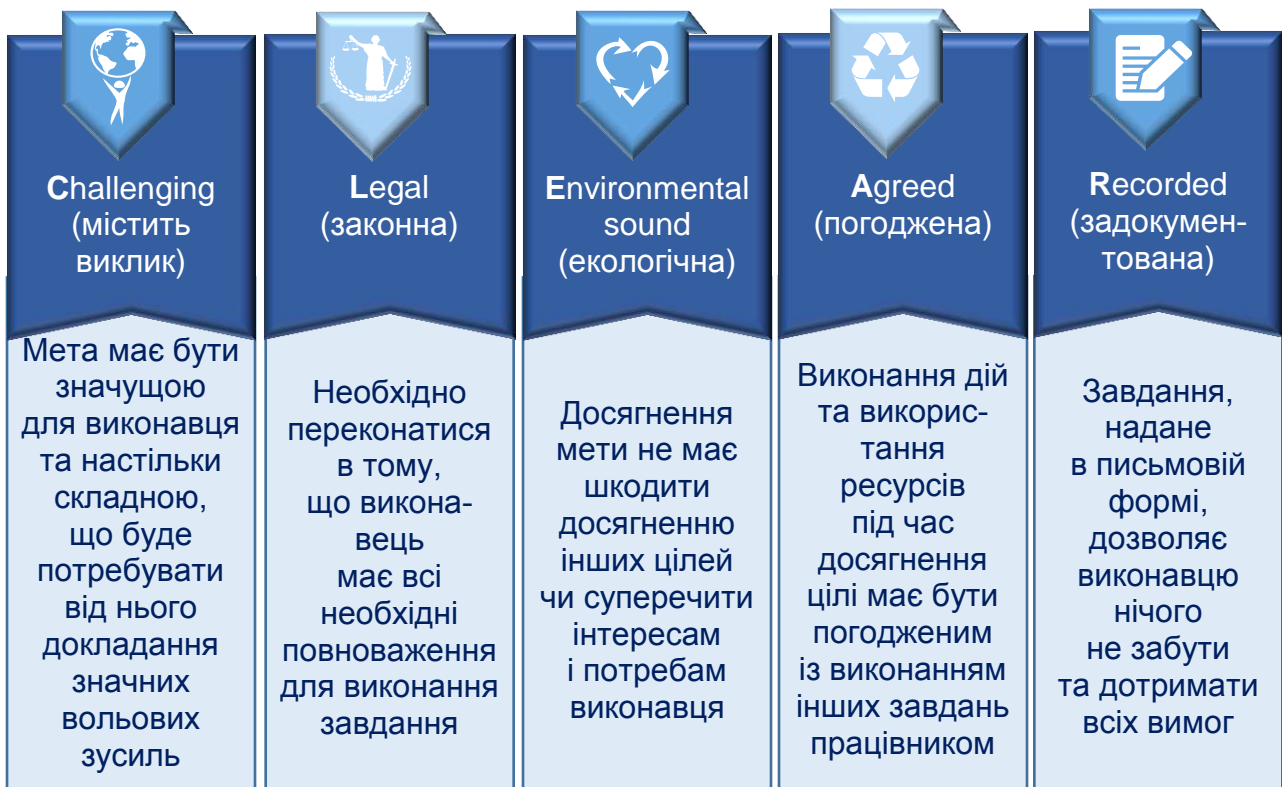 Challenging
(містить
виклик)
Мета має бути
значущою
для виконавця
та настільки
складною,
що буде
потребувати
від нього
докладання
значних
вольових
зусиль
Legal
(законна)
Необхідно
переконатися
в тому,
що викона-
вець
має всі
необхідні
повноваження
для виконання
завдання
Environmental
sound
(екологічна)
Досягнення
мети не має
шкодити
досягненню
інших цілей
чи суперечити
інтересам
і потребам
виконавця
Agreed
(погоджена)
Виконання дій
та викорис-
тання
ресурсів
під час
досягнення
цілі має бути
погодженим
із виконанням
інших завдань
працівником
Recorded
(задокумен-
тована)
Завдання,
надане
в письмовій
формі,
дозволяє
виконавцю
нічого
не забути
та дотримати
всіх вимог